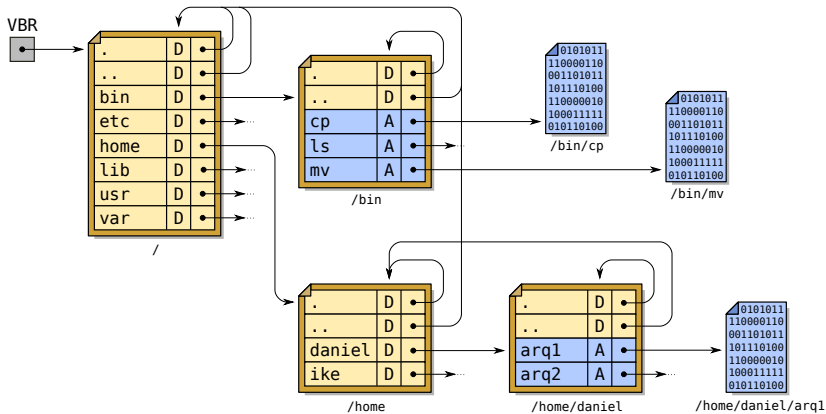 VBR
. D
.. D
bin D
etc D ...
home D
lib D ...
usr D ...
var D ...
/
. D
.. D
cp A
ls A ...
mv A
/bin
0101011
110000110
001101011
101110100
110000010
100011111
010110100
/bin/cp
0101011
110000110
001101011
101110100
110000010
100011111
010110100
/bin/mv
. D
.. D
daniel D
ike D ...
/home
. D
.. D
arq1 A
arq2 A ...
/home/daniel
0101011
110000110
001101011
101110100
110000010
100011111
010110100
/home/daniel/arq1